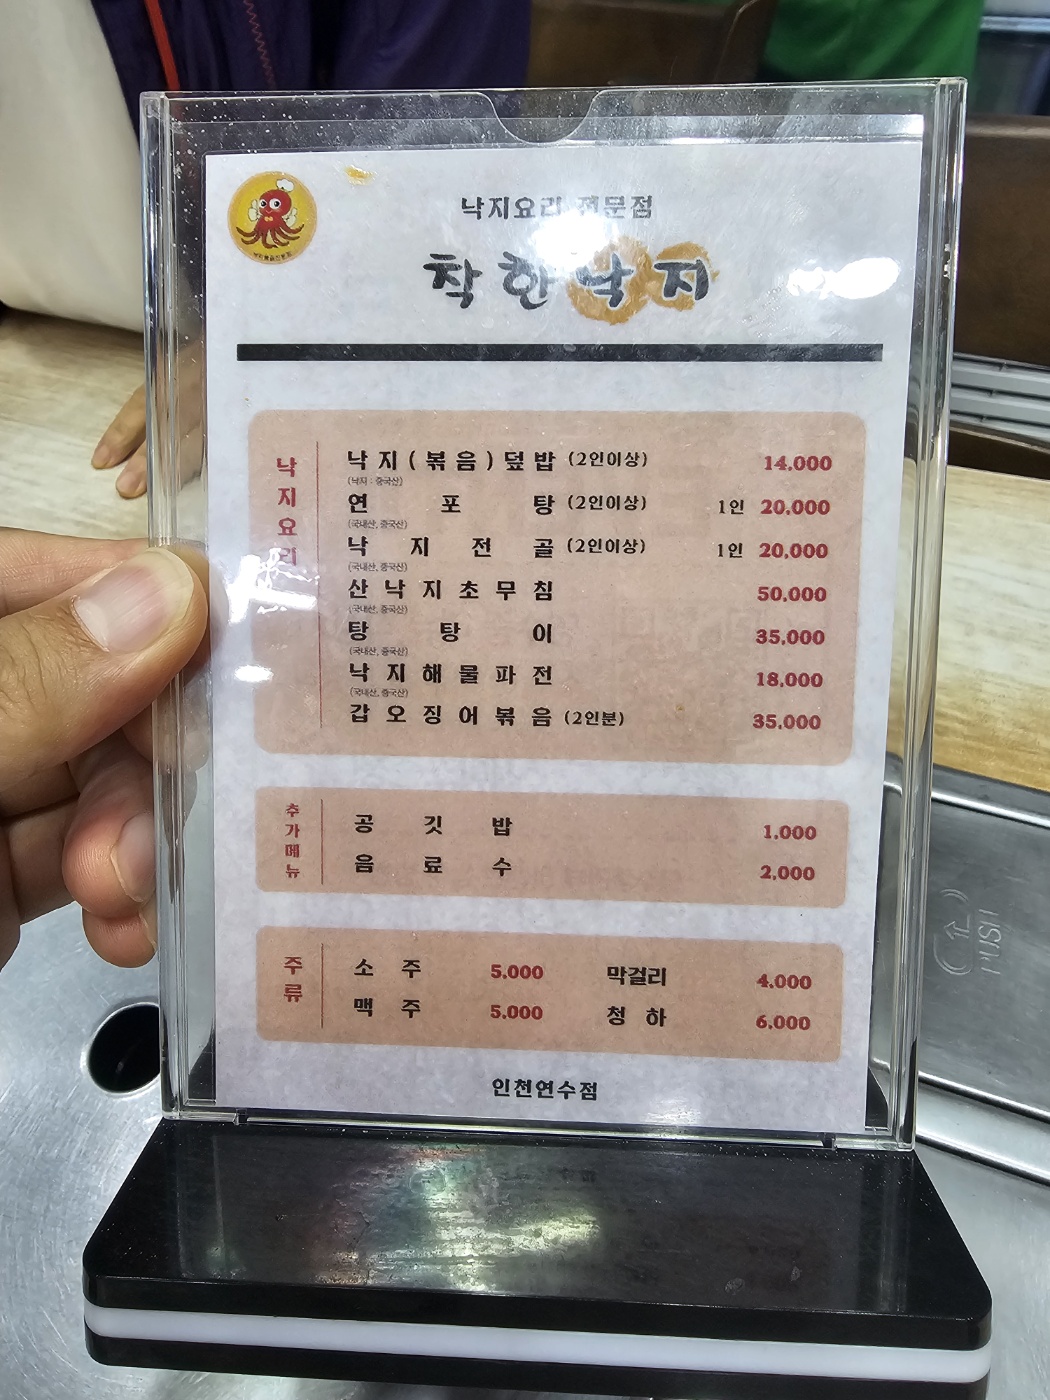 낙지요리 전문점
착한낙지
낙지요리
낙지(볶음)덮밥 (2인이상) 14,000
(낙지 : 중국산)
연포탕 (2인이상) 1인 20,000
(국내산, 중국산)
낙지전골 (2인이상) 1인 20,000
(국내산, 중국산)
산낙지초무침 50,000
(국내산, 중국산)
탕탕이 35,000
(국내산, 중국산)
낙지해물파전 18,000
(국내산, 중국산)
갑오징어볶음 (2인분) 35,000
추가메뉴
공깃밥 1,000
음료수 2,000
주류
소주 5,000 막걸리 4,000
맥주 5,000 청하 6,000
인천연수점
PUSH